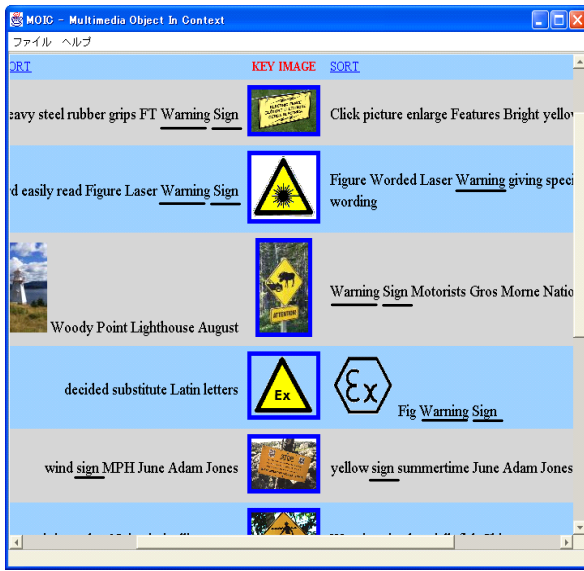 MOIC - Multimedia Object In Context
ファイル ヘルプ
ORT KEY IMAGE SORT
eavy steel rubber grips FT Warning Sign Click picture enlarge Features Bright yello
d easily read Figure Laser Warning Sign Figure Worded Laser Warning giving speci
wording
Warning Sign Motorists Gros Morne Natio
ATTENTION!
Woody Point Lighthouse August
decided substitute Latin letters Ex Ex
Fig Warning Sign
wind sign MPH June Adam Jones STOP yellow sign summertime June Adam Jones